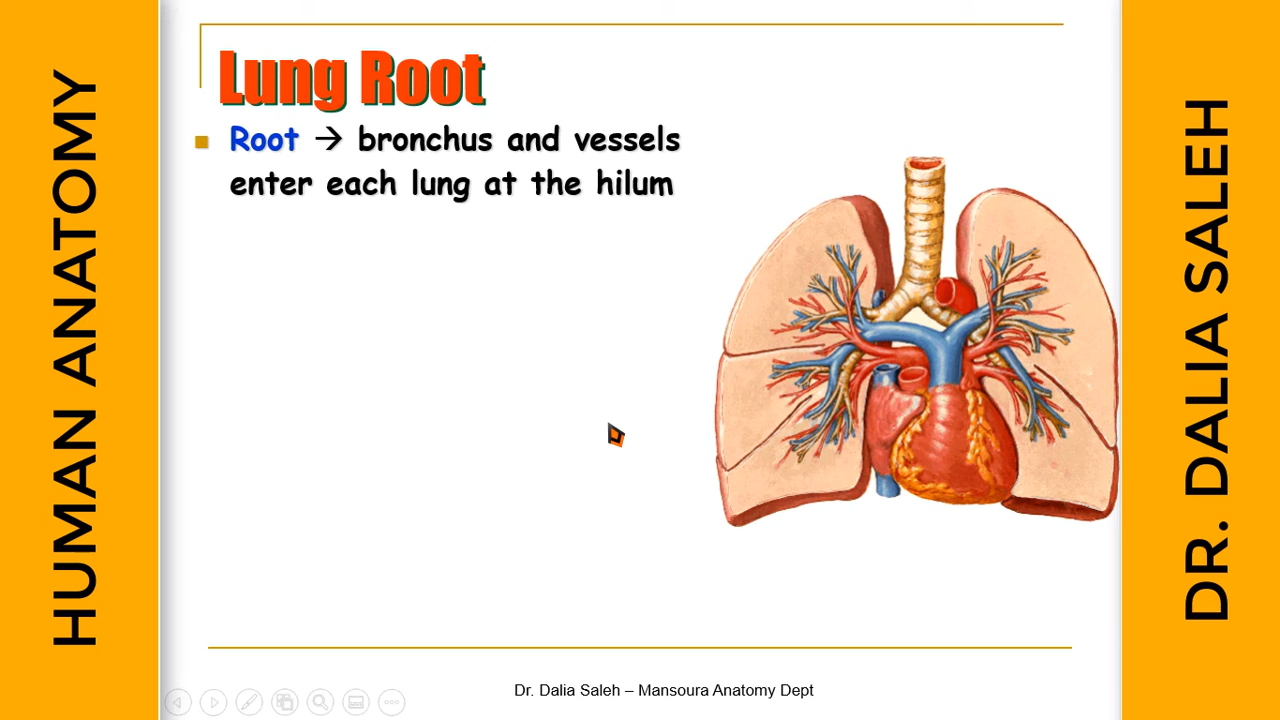 HUMAN ANATOMY
Lung Root
Root → bronchus and vessels
enter each lung at the hilum
Dr. Dalia Saleh – Mansoura Anatomy Dept
DR. DALIA SALEH